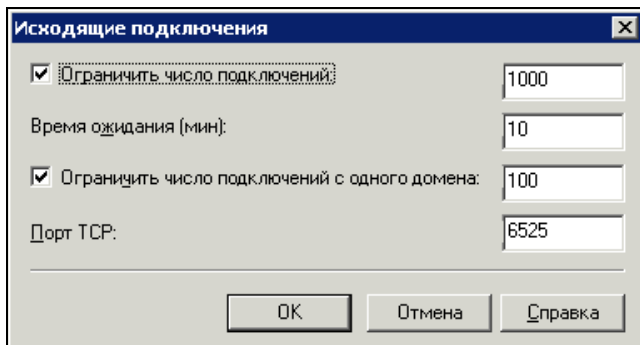 Исходящие подключения
Ограничить число подключений: 1000
Время ожидания (мин): 10
Ограничить число подключений с одного домена: 100
Порт TCP: 6525
OK Отмена Справка